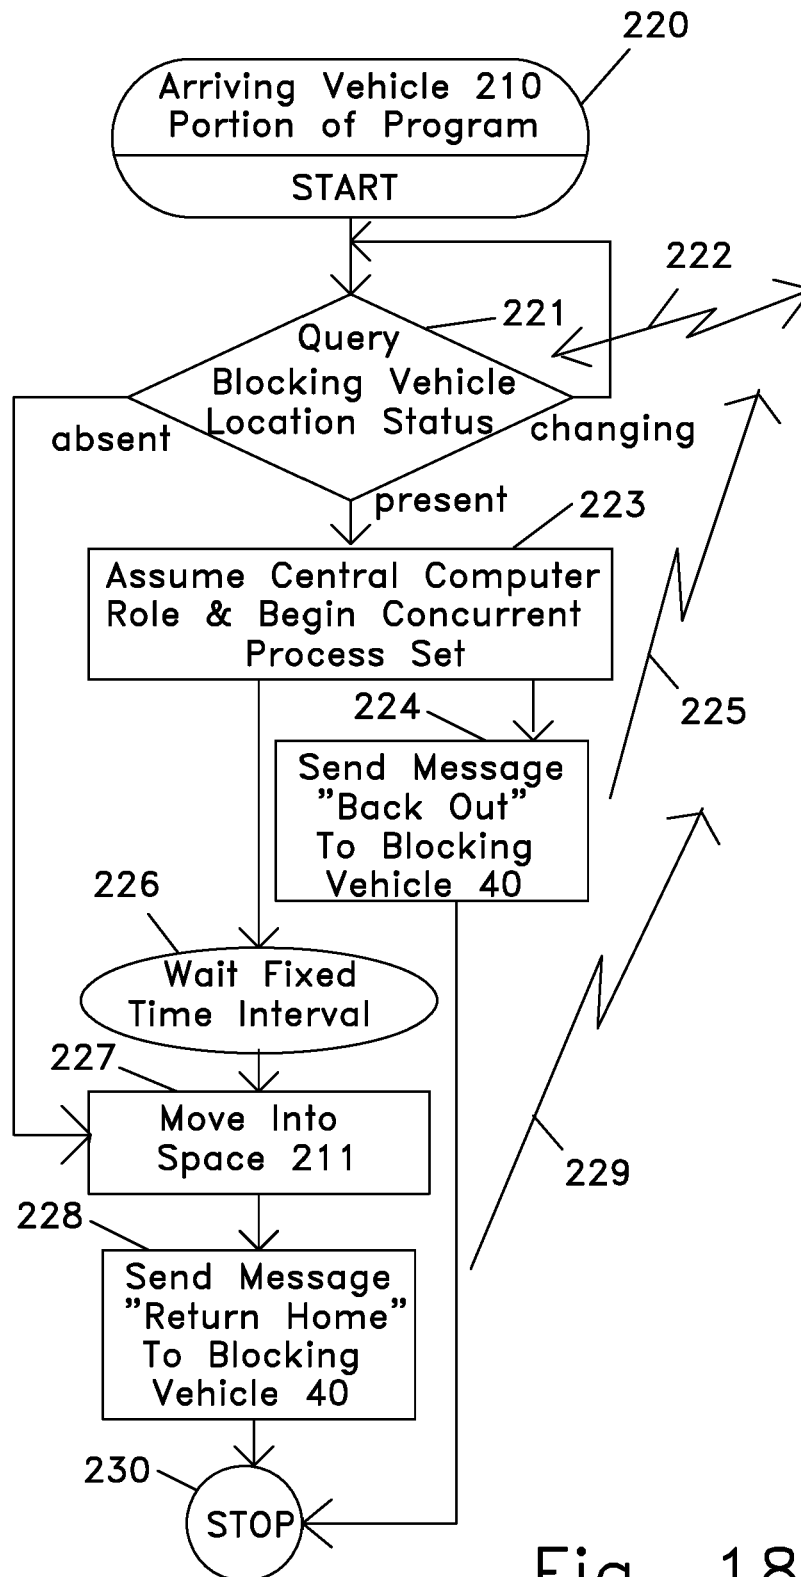 220
Arriving Vehicle 210
Portion of Program
START
222
221
Query
Blocking Vehicle
Location Status
absent
changing
present
223
Assume Central Computer
Role & Begin Concurrent
Process Set
224
225
Send Message
"Back Out"
To Blocking
Vehicle 40
226
Wait Fixed
Time Interval
227
Move Into
Space 211
229
228
Send Message
"Return Home"
To Blocking
Vehicle 40
230
STOP
Fig. 18